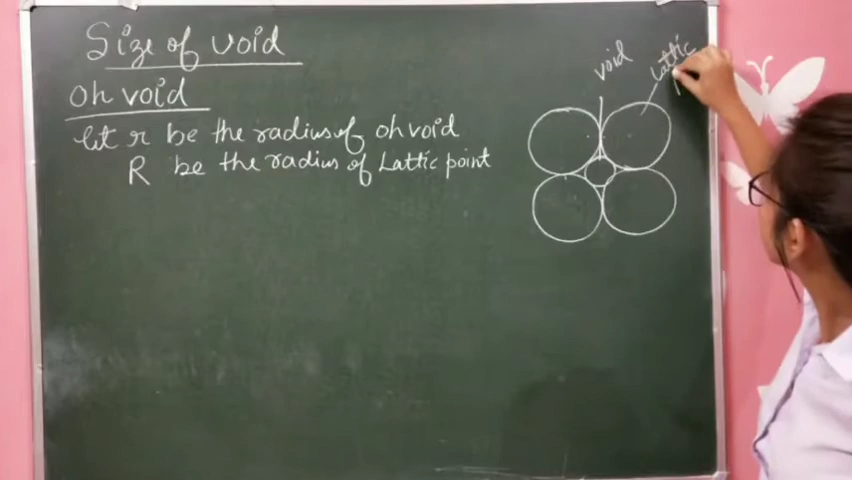 Size of void
oh void
let r be the radius of oh void
R be the radius of Lattic point
void
Lattic